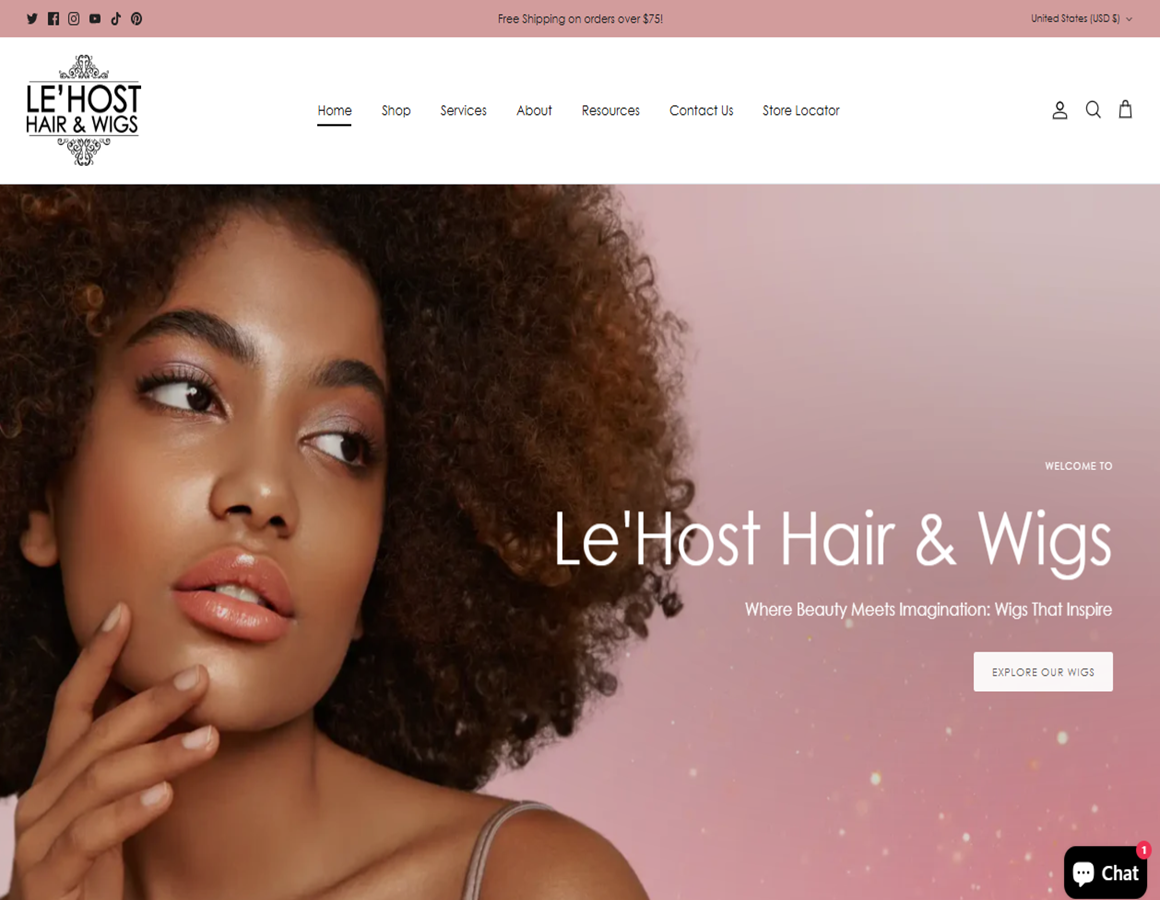 Free Shipping on orders over $75!
United States (USD $)
LE'HOST
HAIR & WIGS
Home
Shop
Services
About
Resources
Contact Us
Store Locator
WELCOME TO
Le'Host Hair & Wigs
Where Beauty Meets Imagination: Wigs That Inspire
EXPLORE OUR WIGS
1
Chat